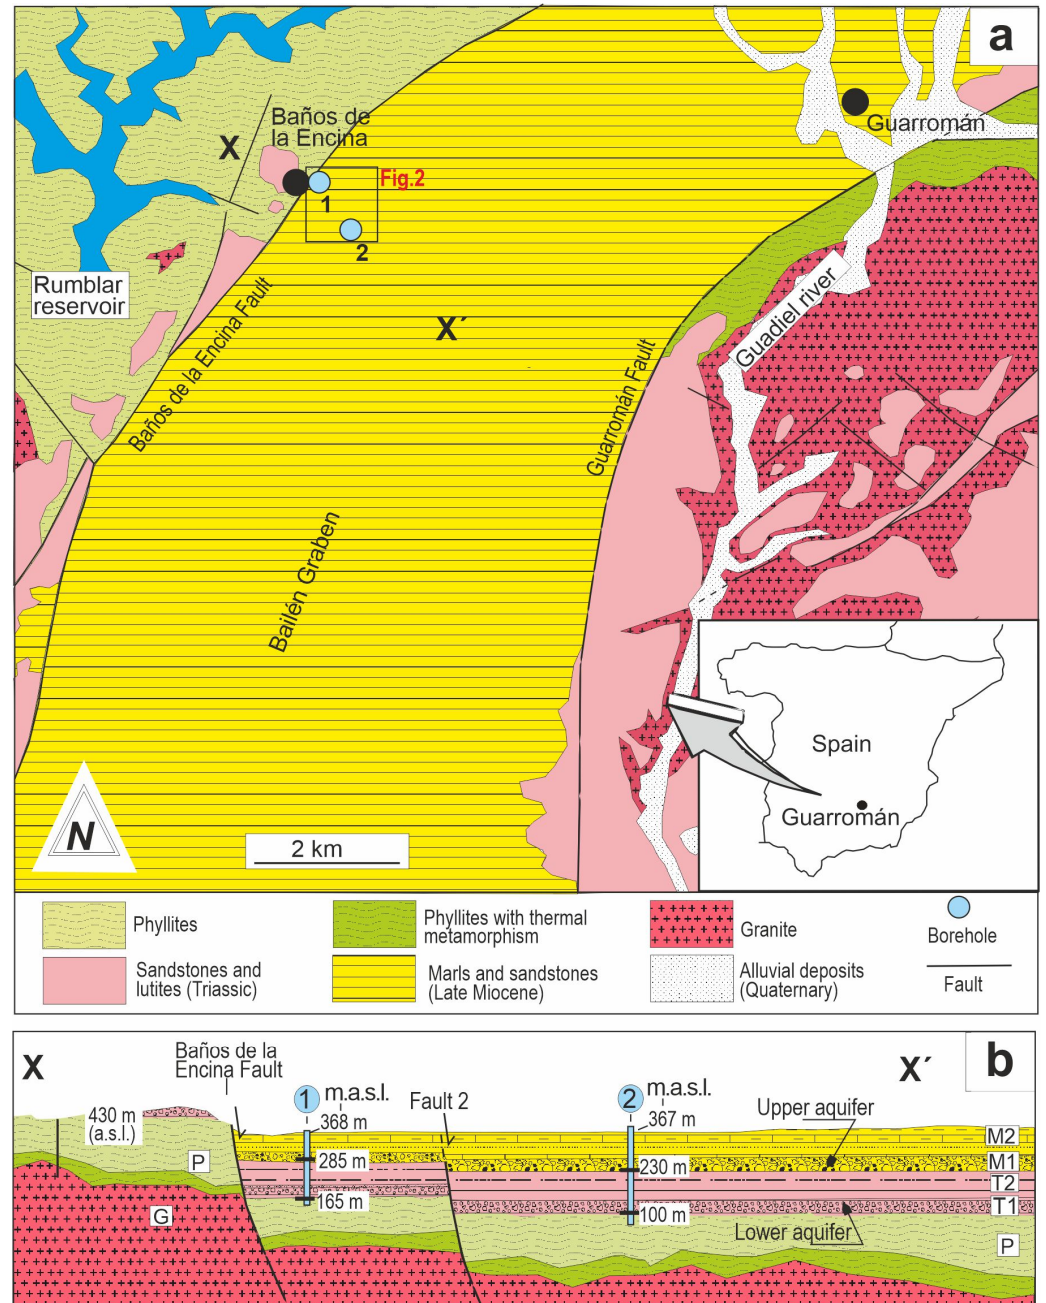 a
Baños de
la Encina
X
Guarromán
Fig.2
1
2
Rumblar
reservoir
X´
Guadiel river
Baños de la Encina Fault
Guarromán Fault
Bailén Graben
Spain
Guarromán
N
2 km
Phyllites
Phyllites with thermal
metamorphism
Granite
Borehole
Sandstones and
lutites (Triassic)
Marls and sandstones
(Late Miocene)
Alluvial deposits
(Quaternary)
Fault
b
X
X´
Baños de la
Encina Fault
1
m.a.s.l.
368 m
Fault 2
2
m.a.s.l.
367 m
Upper aquifer
430 m
(a.s.l.)
P
G
285 m
165 m
230 m
100 m
Lower aquifer
M2
M1
T2
T1
P